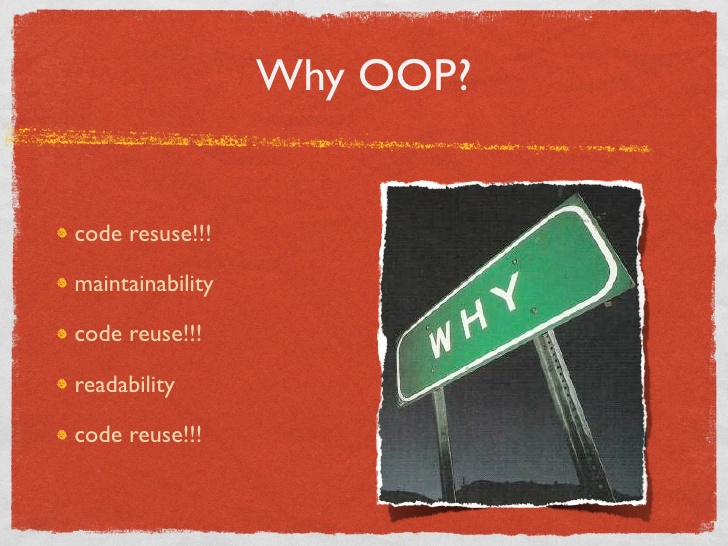 Why OOP?
code resuse!!!
maintainability
code reuse!!!
readability
code reuse!!!
WHY